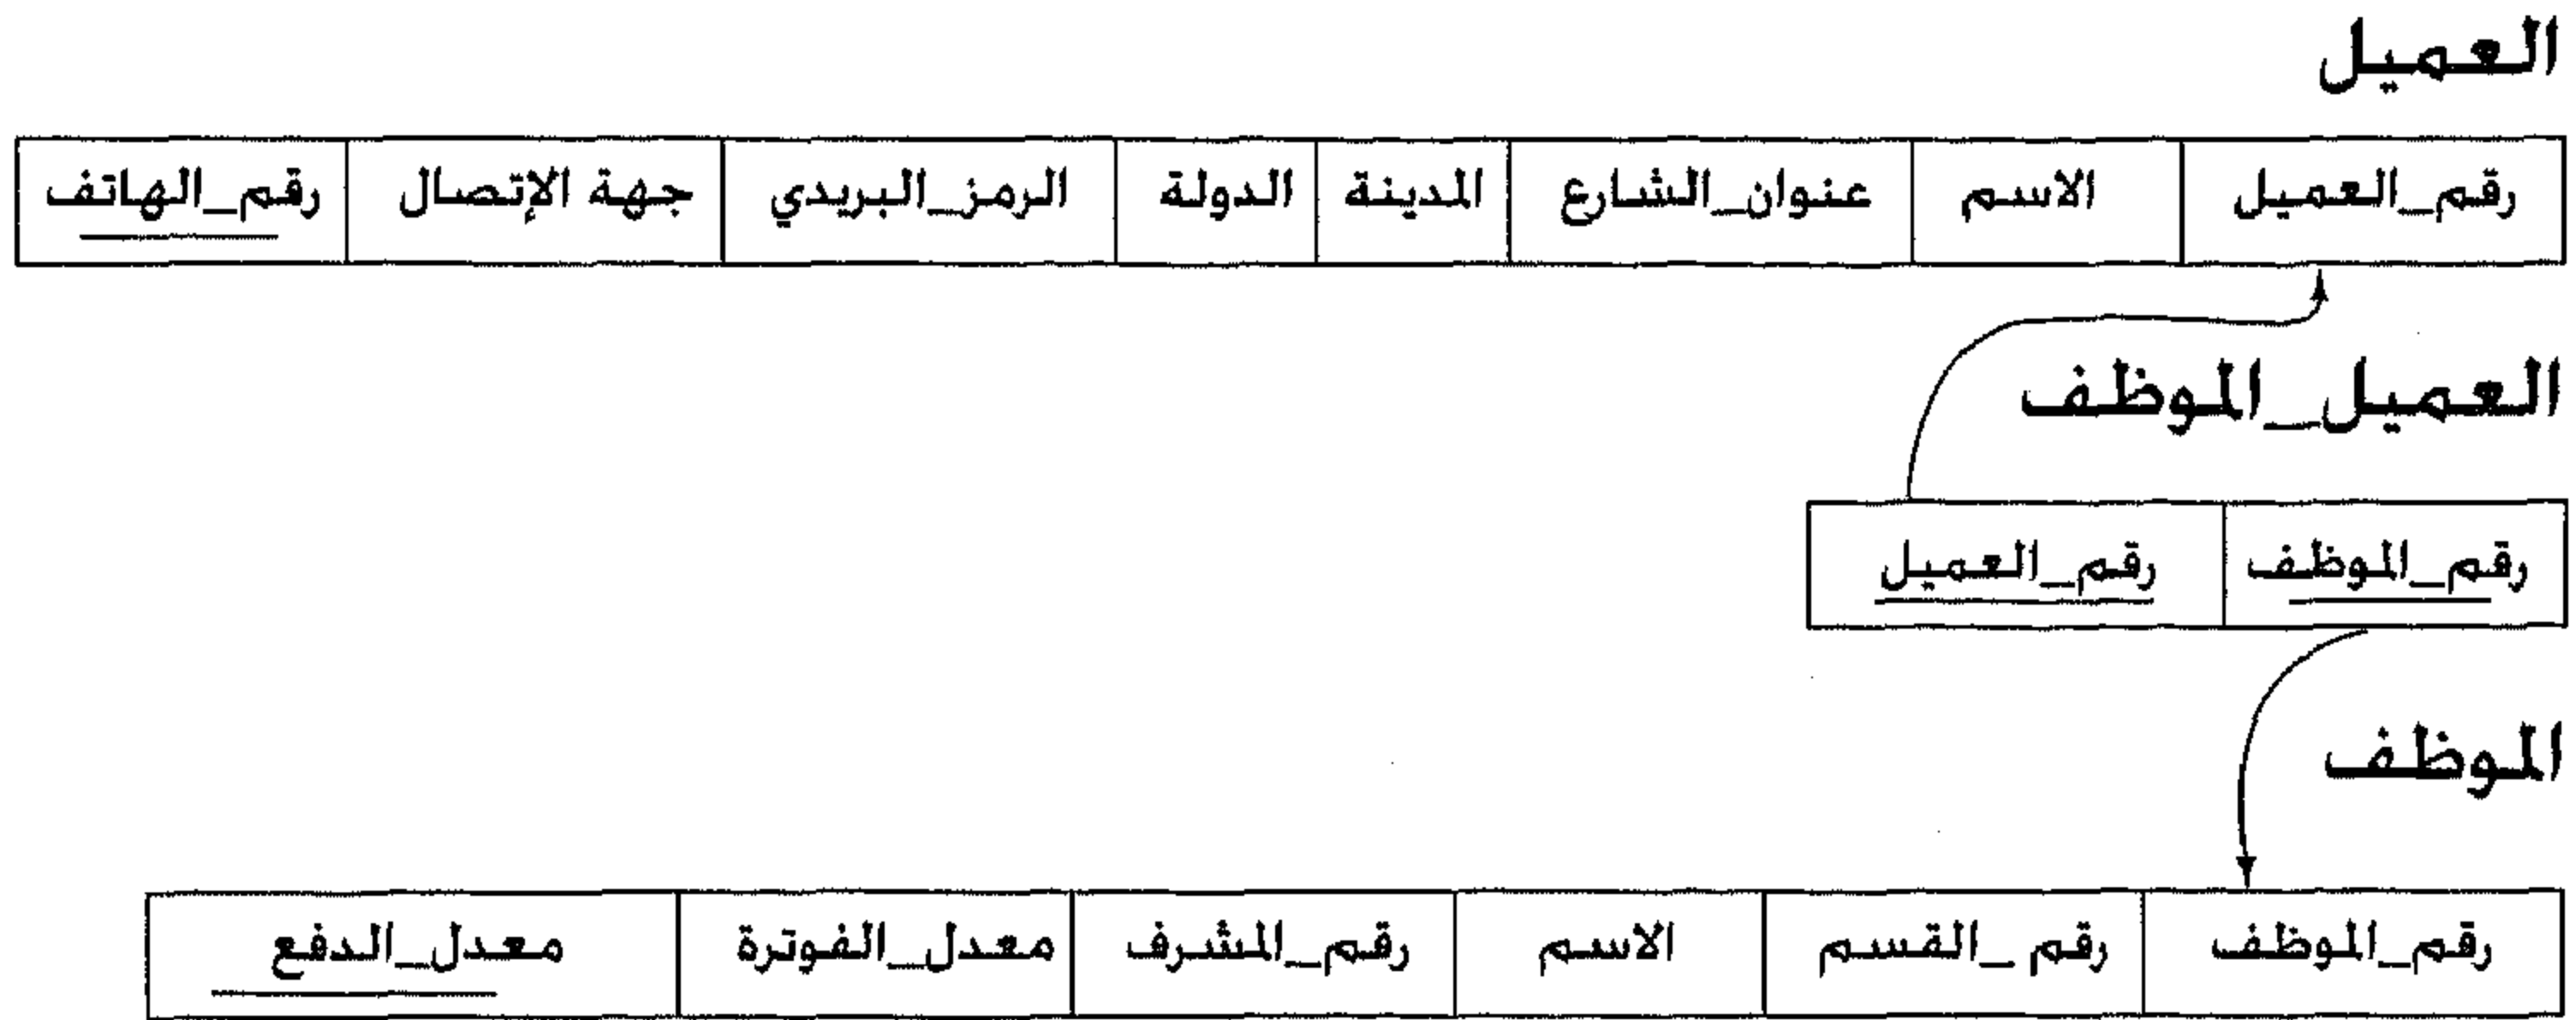 العميل
رقم_العميل الاسم عنوان_الشارع المدينة الدولة الرمز_البريدي جهة الإتصال رقم_الهاتف
العميل_الموظف
رقم_الموظف رقم_العميل
الموظف
رقم_الموظف رقم _القسم الاسم رقم_المشرف معدل_الفوترة معدل_الدفع